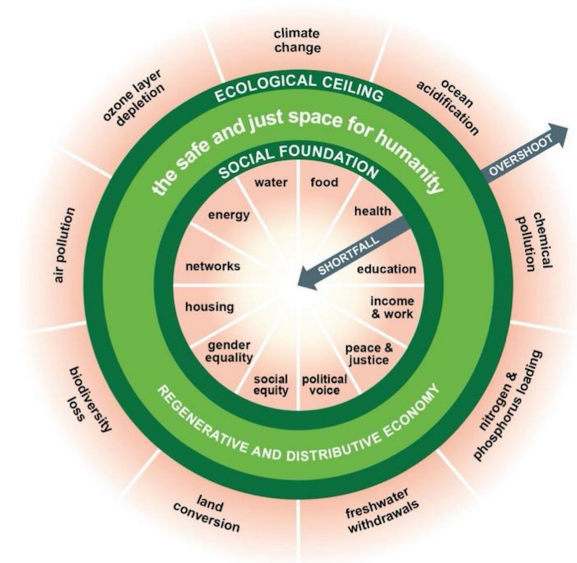 climate
change
ocean
acidification
chemical
pollution
nitrogen &
phosphorus loading
freshwater
withdrawals
land
conversion
biodiversity
loss
air pollution
ozone layer
depletion
ECOLOGICAL CEILING
the safe and just space for humanity
SOCIAL FOUNDATION
OVERSHOOT
SHORTFALL
water
food
health
education
income
& work
peace &
justice
political
voice
social
equity
gender
equality
housing
networks
energy
REGENERATIVE AND DISTRIBUTIVE ECONOMY